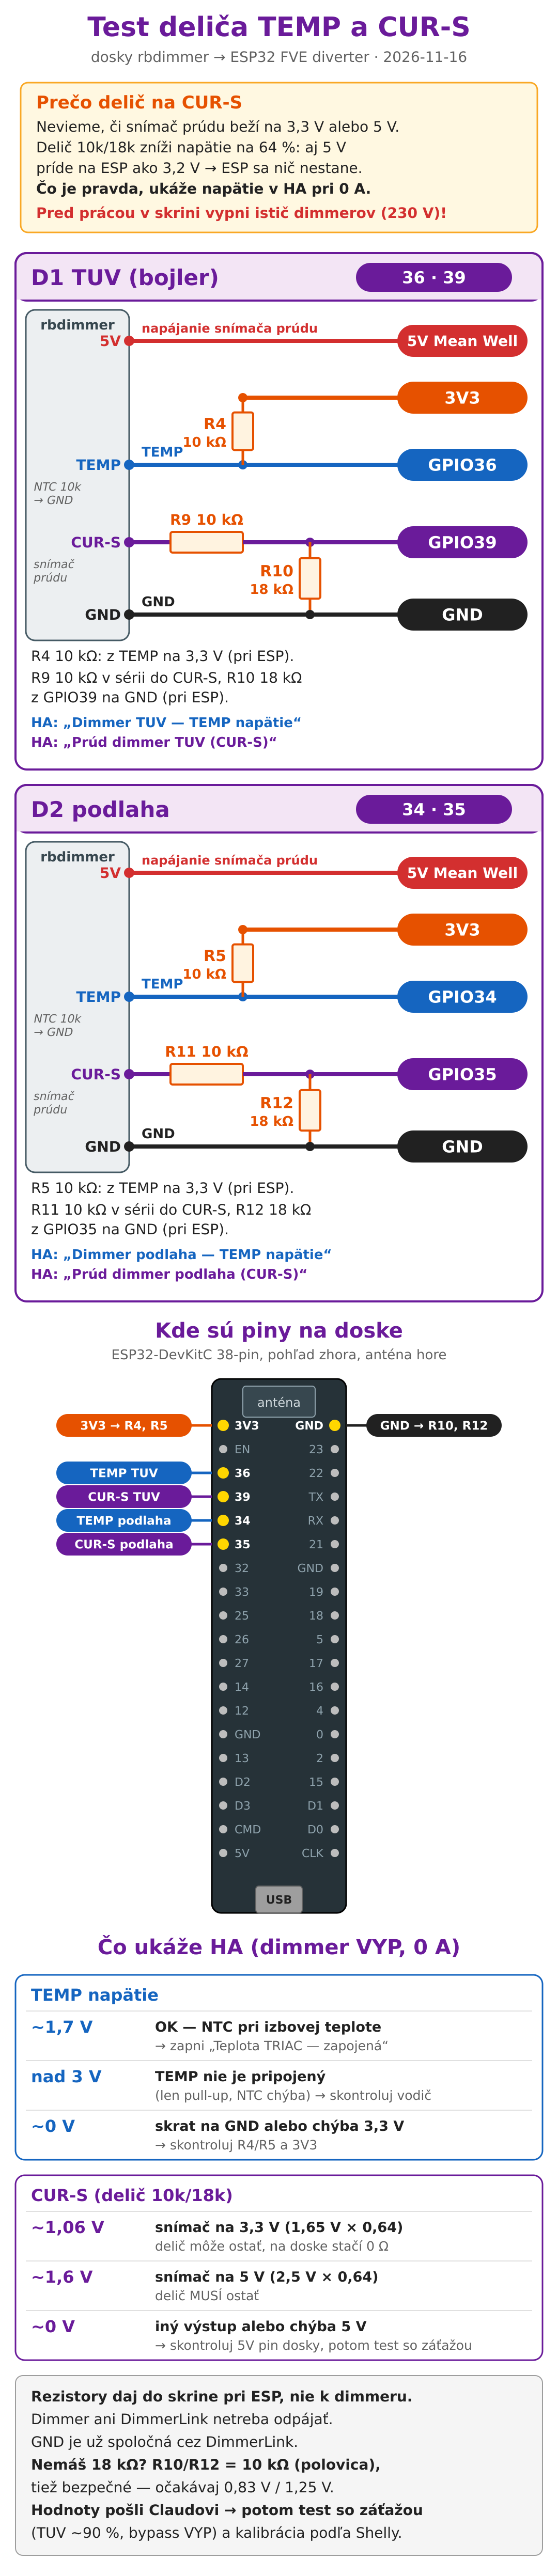 Test deliča TEMP a CUR-S
dosky rbdimmer → ESP32 FVE diverter · 2026-11-16
Prečo delič na CUR-S
Nevieme, či snímač prúdu beží na 3,3 V alebo 5 V.
Delič 10k/18k zníži napätie na 64 %: aj 5 V
príde na ESP ako 3,2 V → ESP sa nič nestane.
Čo je pravda, ukáže napätie v HA pri 0 A.
Pred prácou v skrini vypni istič dimmerov (230 V)!
D1 TUV (bojler)
36 · 39
rbdimmer
napájanie snímača prúdu
5V
5V Mean Well
3V3
R4
10 kΩ
TEMP
TEMP
GPIO36
NTC 10k
→ GND
R9 10 kΩ
CUR-S
GPIO39
snímač
prúdu
R10
18 kΩ
GND
GND
GND
R4 10 kΩ: z TEMP na 3,3 V (pri ESP).
R9 10 kΩ v sérii do CUR-S, R10 18 kΩ
z GPIO39 na GND (pri ESP).
HA: „Dimmer TUV — TEMP napätie“
HA: „Prúd dimmer TUV (CUR-S)“
D2 podlaha
34 · 35
rbdimmer
napájanie snímača prúdu
5V
5V Mean Well
3V3
R5
10 kΩ
TEMP
TEMP
GPIO34
NTC 10k
→ GND
R11 10 kΩ
CUR-S
GPIO35
snímač
prúdu
R12
18 kΩ
GND
GND
GND
R5 10 kΩ: z TEMP na 3,3 V (pri ESP).
R11 10 kΩ v sérii do CUR-S, R12 18 kΩ
z GPIO35 na GND (pri ESP).
HA: „Dimmer podlaha — TEMP napätie“
HA: „Prúd dimmer podlaha (CUR-S)“
Kde sú piny na doske
ESP32-DevKitC 38-pin, pohľad zhora, anténa hore
anténa
3V3 → R4, R5
3V3
GND
GND → R10, R12
EN
23
TEMP TUV
36
22
CUR-S TUV
39
TX
TEMP podlaha
34
RX
CUR-S podlaha
35
21
32
GND
33
19
25
18
26
5
27
17
14
16
12
4
GND
0
13
2
D2
15
D3
D1
CMD
D0
5V
CLK
USB
Čo ukáže HA (dimmer VYP, 0 A)
TEMP napätie
~1,7 V
OK — NTC pri izbovej teplote
→ zapni „Teplota TRIAC — zapojená“
nad 3 V
TEMP nie je pripojený
(len pull-up, NTC chýba) → skontroluj vodič
~0 V
skrat na GND alebo chýba 3,3 V
→ skontroluj R4/R5 a 3V3
CUR-S (delič 10k/18k)
~1,06 V
snímač na 3,3 V (1,65 V × 0,64)
delič môže ostať, na doske stačí 0 Ω
~1,6 V
snímač na 5 V (2,5 V × 0,64)
delič MUSÍ ostať
~0 V
iný výstup alebo chýba 5 V
→ skontroluj 5V pin dosky, potom test so záťažou
Rezistory daj do skrine pri ESP, nie k dimmeru.
Dimmer ani DimmerLink netreba odpájať.
GND je už spoločná cez DimmerLink.
Nemáš 18 kΩ? R10/R12 = 10 kΩ (polovica),
tiež bezpečné — očakávaj 0,83 V / 1,25 V.
Hodnoty pošli Claudovi → potom test so záťažou
(TUV ~90 %, bypass VYP) a kalibrácia podľa Shelly.